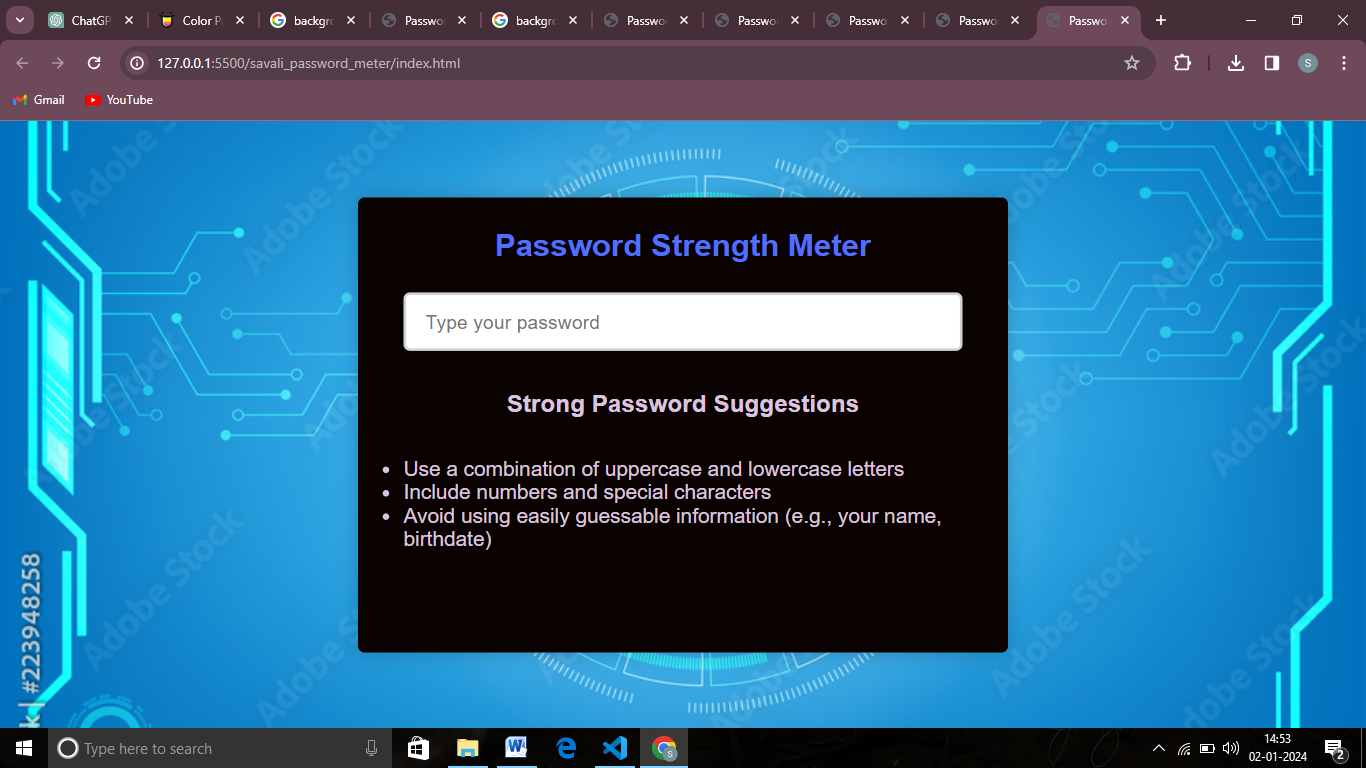 ChatGP
Color P
backgr
Passwo
backgr
Passwo
Passwo
Passwo
Passwo
Passwo
127.0.0.1:5500/savali_password_meter/index.html
S
Gmail
YouTube
Adobe Stock
Adobe Stock
Adobe Stock
Adobe Stock
Adobe Stock
Password Strength Meter
Type your password
Strong Password Suggestions
• Use a combination of uppercase and lowercase letters
• Include numbers and special characters
• Avoid using easily guessable information (e.g., your name,
birthdate)
Adobe Stock
Adobe Stock
Adobe Stock
| #223948258
Type here to search
14:53
02-01-2024
2